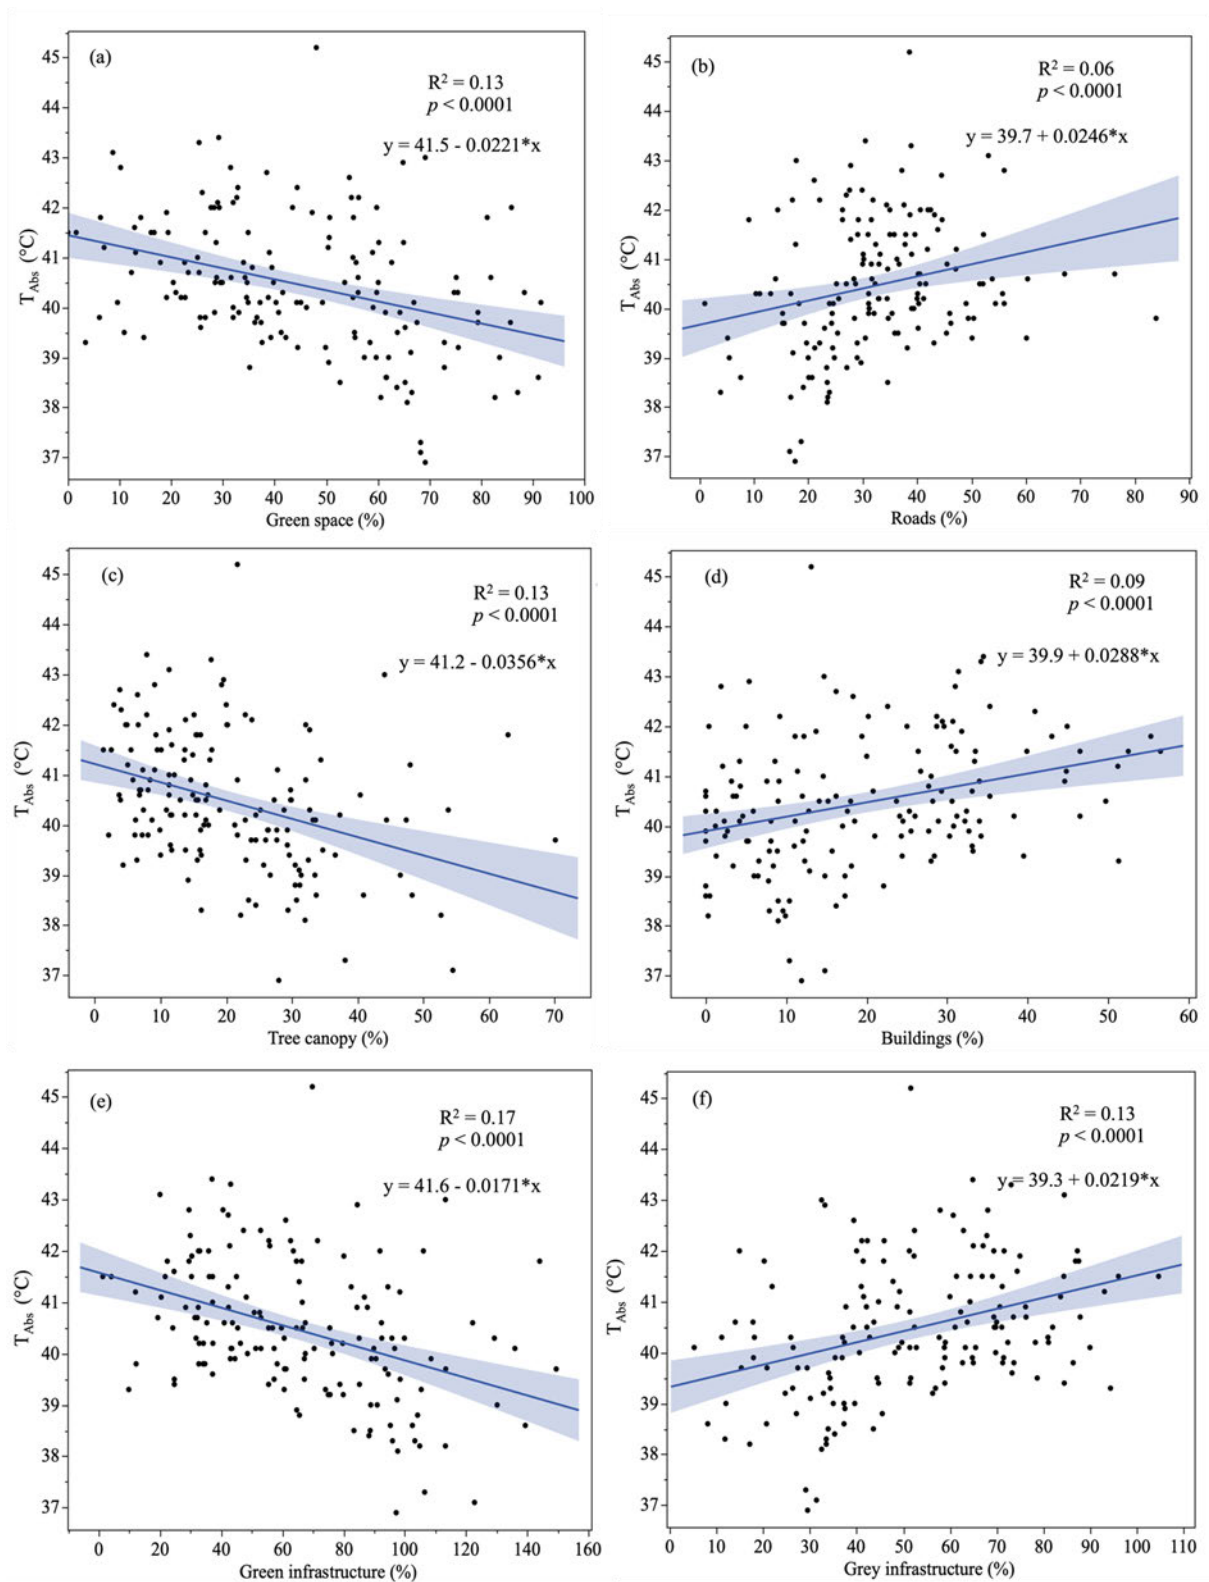 (a)
R² = 0.13
p < 0.0001
y = 41.5 - 0.0221*x
45
44
43
42
41
40
39
38
37
T_Abs (°C)
0 10 20 30 40 50 60 70 80 90 100
Green space (%)
(b)
R² = 0.06
p < 0.0001
y = 39.7 + 0.0246*x
45
44
43
42
41
40
39
38
37
T_Abs (°C)
0 10 20 30 40 50 60 70 80 90
Roads (%)
(c)
R² = 0.13
p < 0.0001
y = 41.2 - 0.0356*x
45
44
43
42
41
40
39
38
37
T_Abs (°C)
0 10 20 30 40 50 60 70
Tree canopy (%)
(d)
R² = 0.09
p < 0.0001
y = 39.9 + 0.0288*x
45
44
43
42
41
40
39
38
37
T_Abs (°C)
0 10 20 30 40 50 60
Buildings (%)
(e)
R² = 0.17
p < 0.0001
y = 41.6 - 0.0171*x
45
44
43
42
41
40
39
38
37
T_Abs (°C)
0 20 40 60 80 100 120 140 160
Green infrastructure (%)
(f)
R² = 0.13
p < 0.0001
y = 39.3 + 0.0219*x
45
44
43
42
41
40
39
38
37
T_Abs (°C)
0 10 20 30 40 50 60 70 80 90 100 110
Grey infrastructure (%)